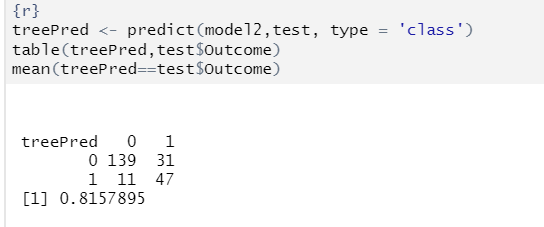 {r}
treePred <- predict(model2,test, type = 'class')
table(treePred,test$Outcome)
mean(treePred==test$Outcome)
treePred 0 1
0 139 31
1 11 47
[1] 0.8157895